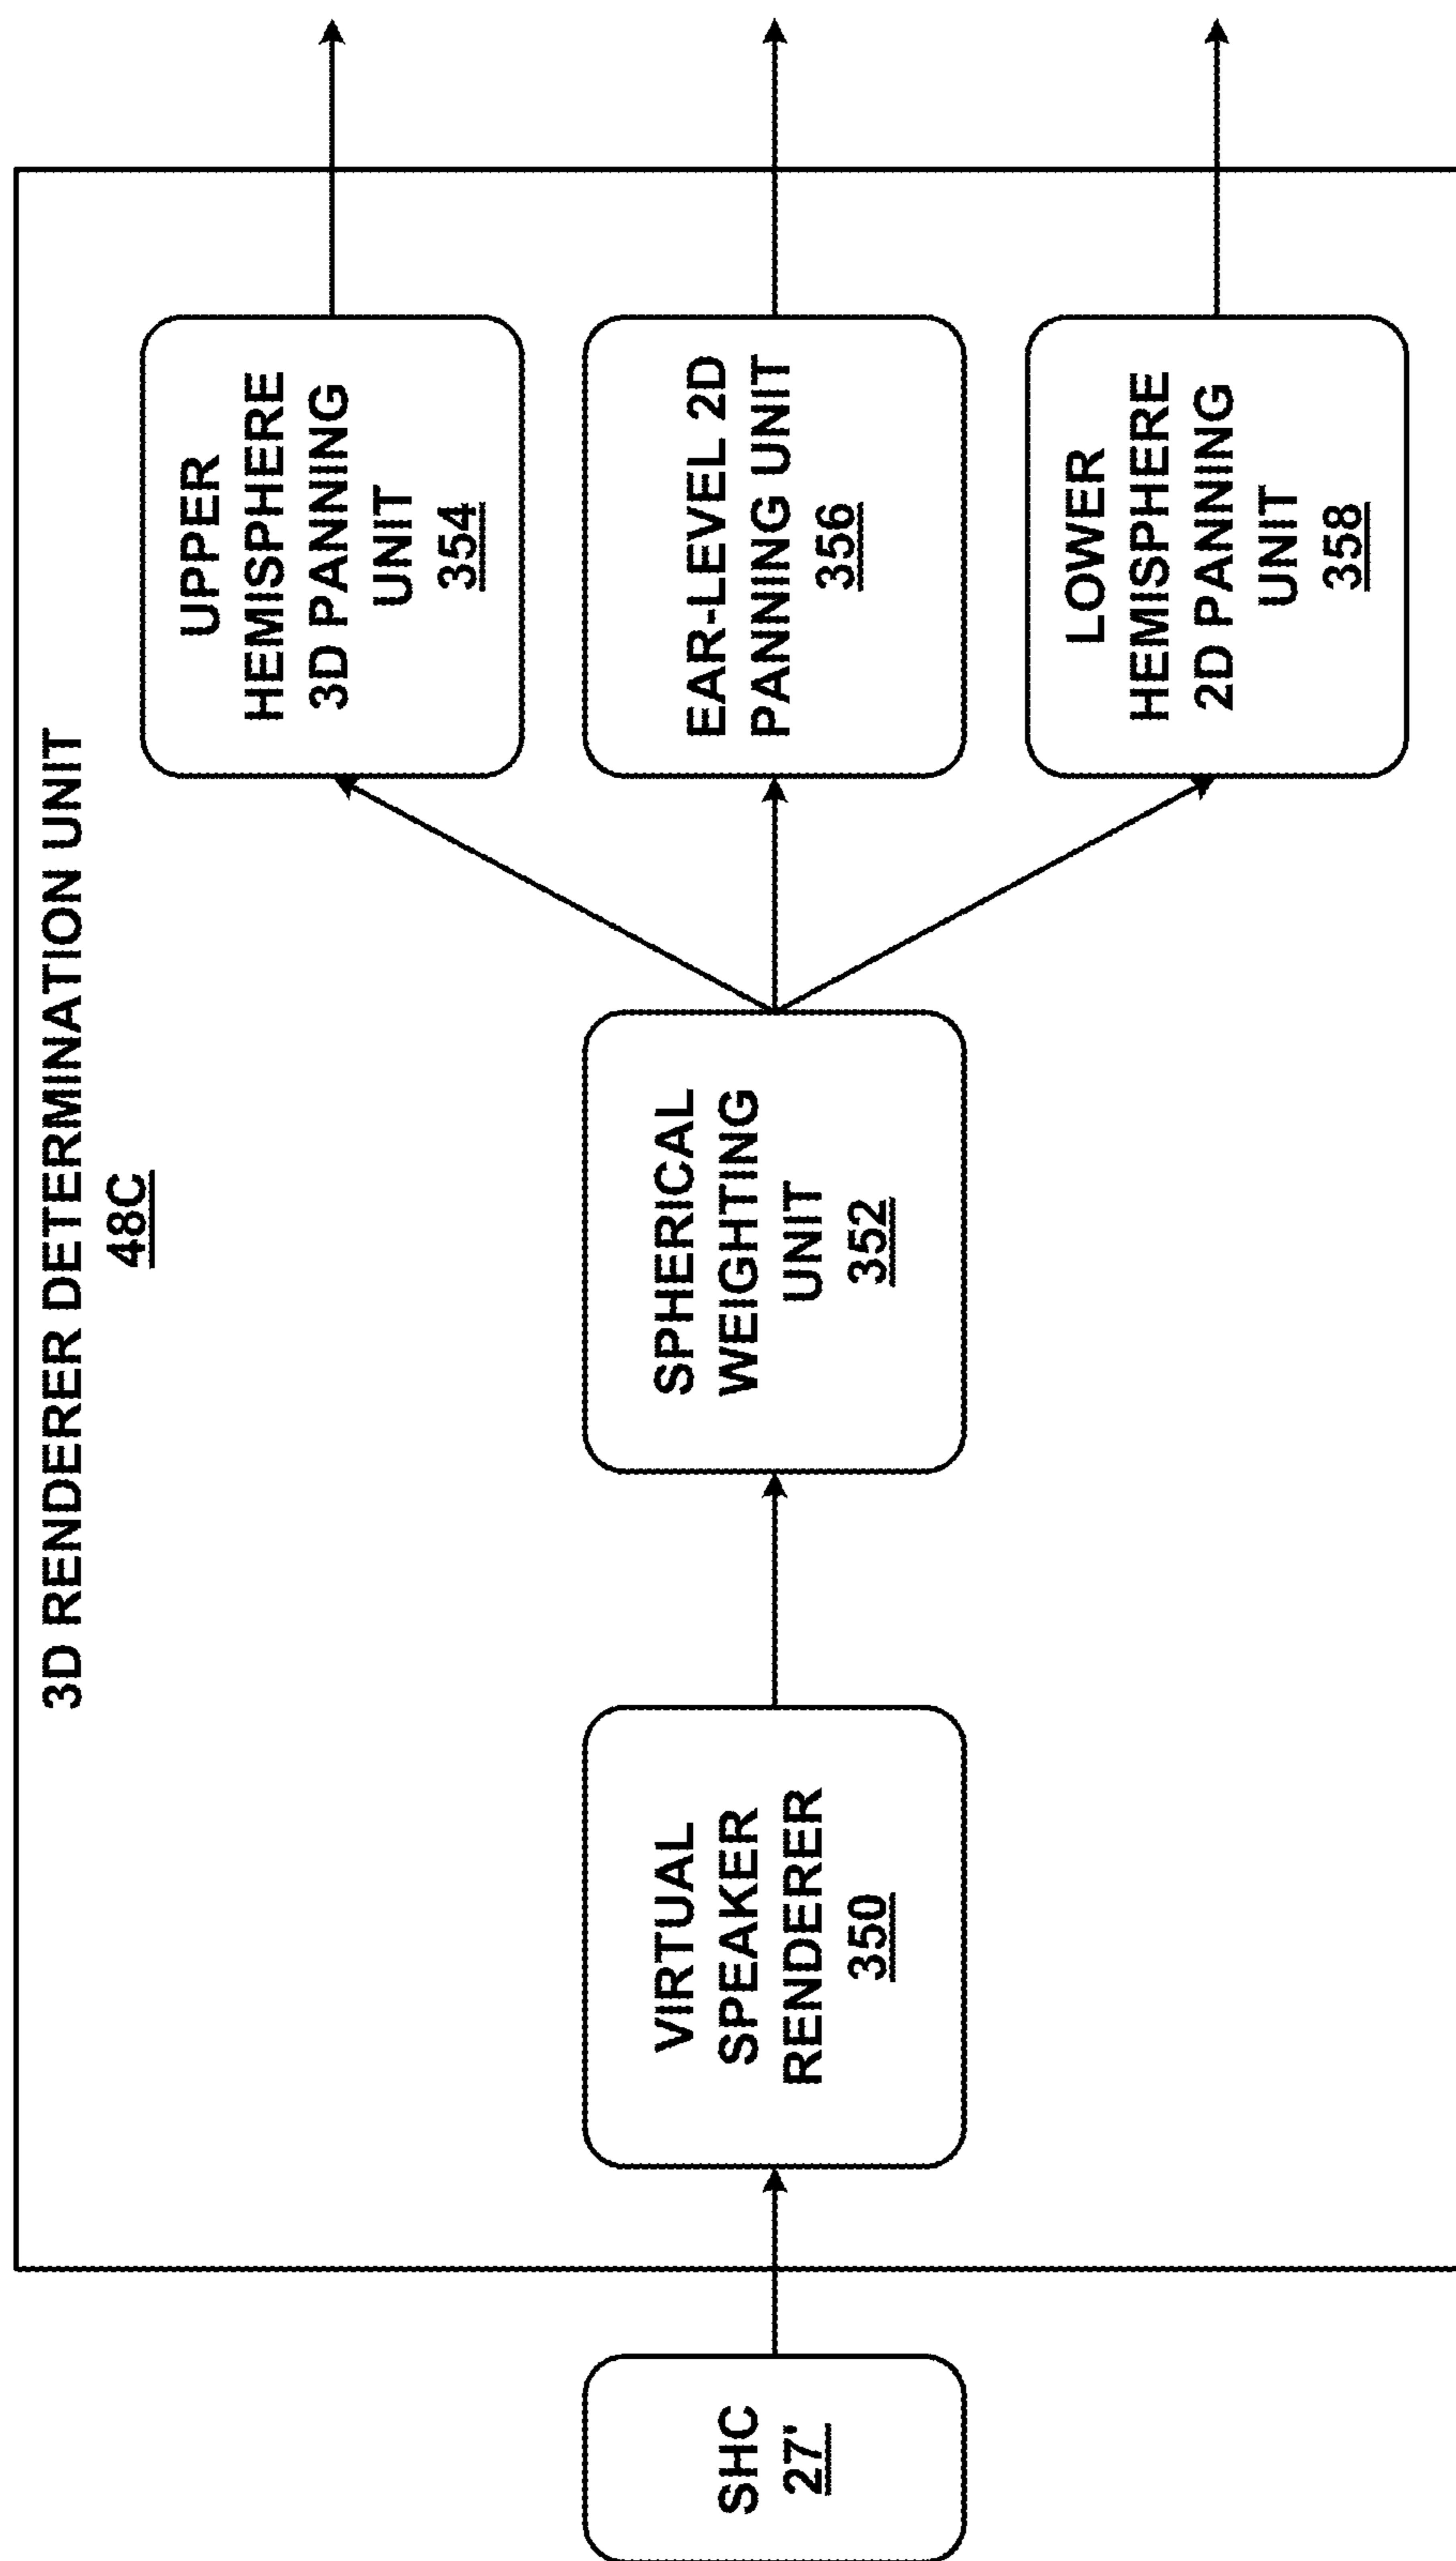 3D RENDERER DETERMINATION UNIT
48C
SHC
27'
VIRTUAL
SPEAKER
RENDERER
350
SPHERICAL
WEIGHTING
UNIT
352
UPPER
HEMISPHERE
3D PANNING
UNIT
354
EAR-LEVEL 2D
PANNING UNIT
356
LOWER
HEMISPHERE
2D PANNING
UNIT
358